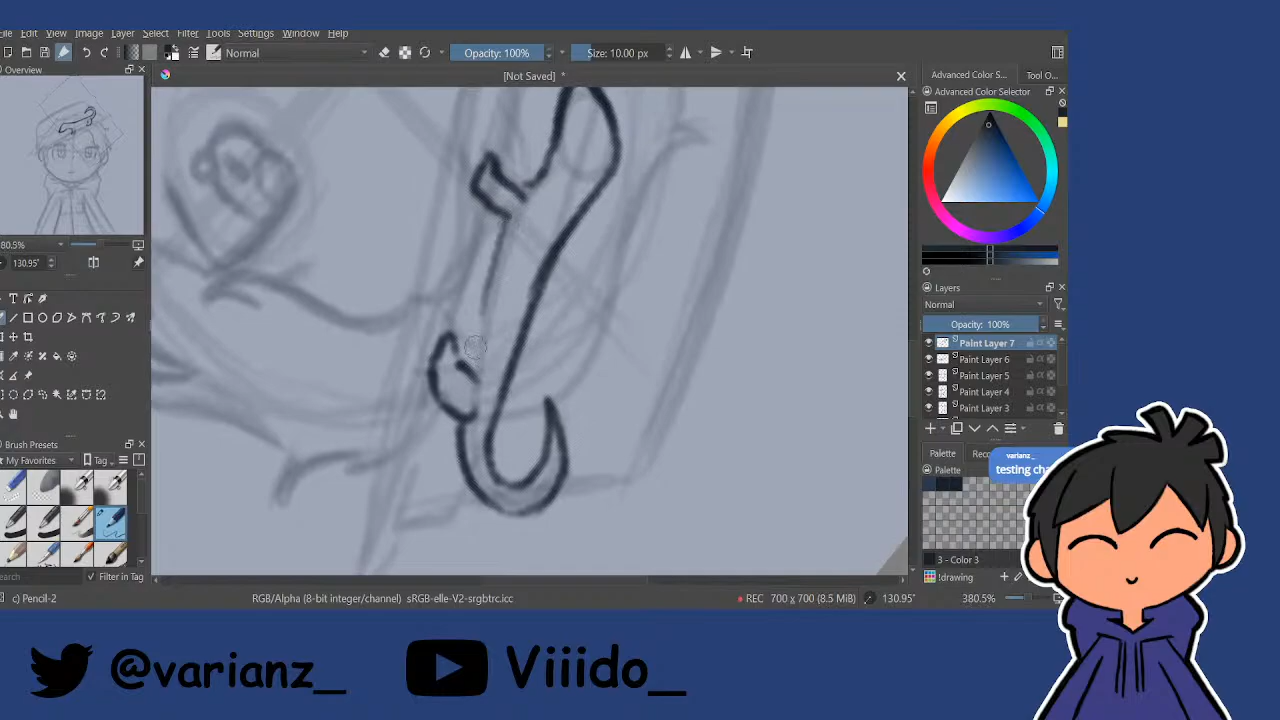 File Edit View Image Layer Select Filter Tools Settings Window Help
Normal
Opacity: 100%
Size: 10.00 px
Overview
[Not Saved] *
Advanced Color S...
Tool O...
Advanced Color Selector
80.5%
130.95°
Layers
Normal
Opacity: 100%
Paint Layer 7
Paint Layer 6
Paint Layer 5
Paint Layer 4
Paint Layer 3
Brush Presets
My Favorites
Tag
Palette
Palette
varianz_
testing cha
3 - Color 3
!drawing
Search
Filter in Tag
c) Pencil-2
RGB/Alpha (8-bit integer/channel) sRGB-elle-V2-srgbtrc.icc
REC 700 x 700 (8.5 MiB)
130.95°
380.5%
@varianz_
Viiido_